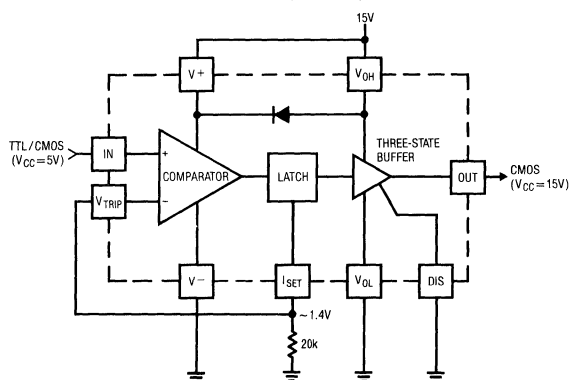 15V
V+
VOH
TTL/CMOS
(VCC=5V)
IN
+
COMPARATOR
LATCH
THREE-STATE
BUFFER
OUT
CMOS
(VCC=15V)
VTRIP
−
V−
ISET
VOL
DIS
~1.4V
20k